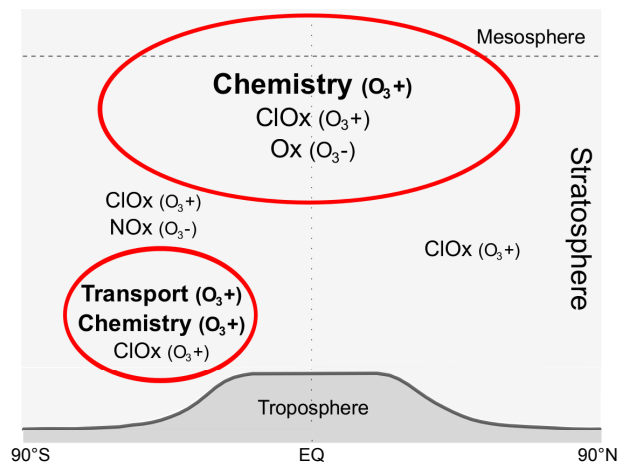 Mesosphere
Chemistry (O₃+)
ClOx (O₃+)
Ox (O₃-)
Stratosphere
ClOx (O₃+)
NOx (O₃-)
ClOx (O₃+)
Transport (O₃+)
Chemistry (O₃+)
ClOx (O₃+)
Troposphere
90°S EQ 90°N